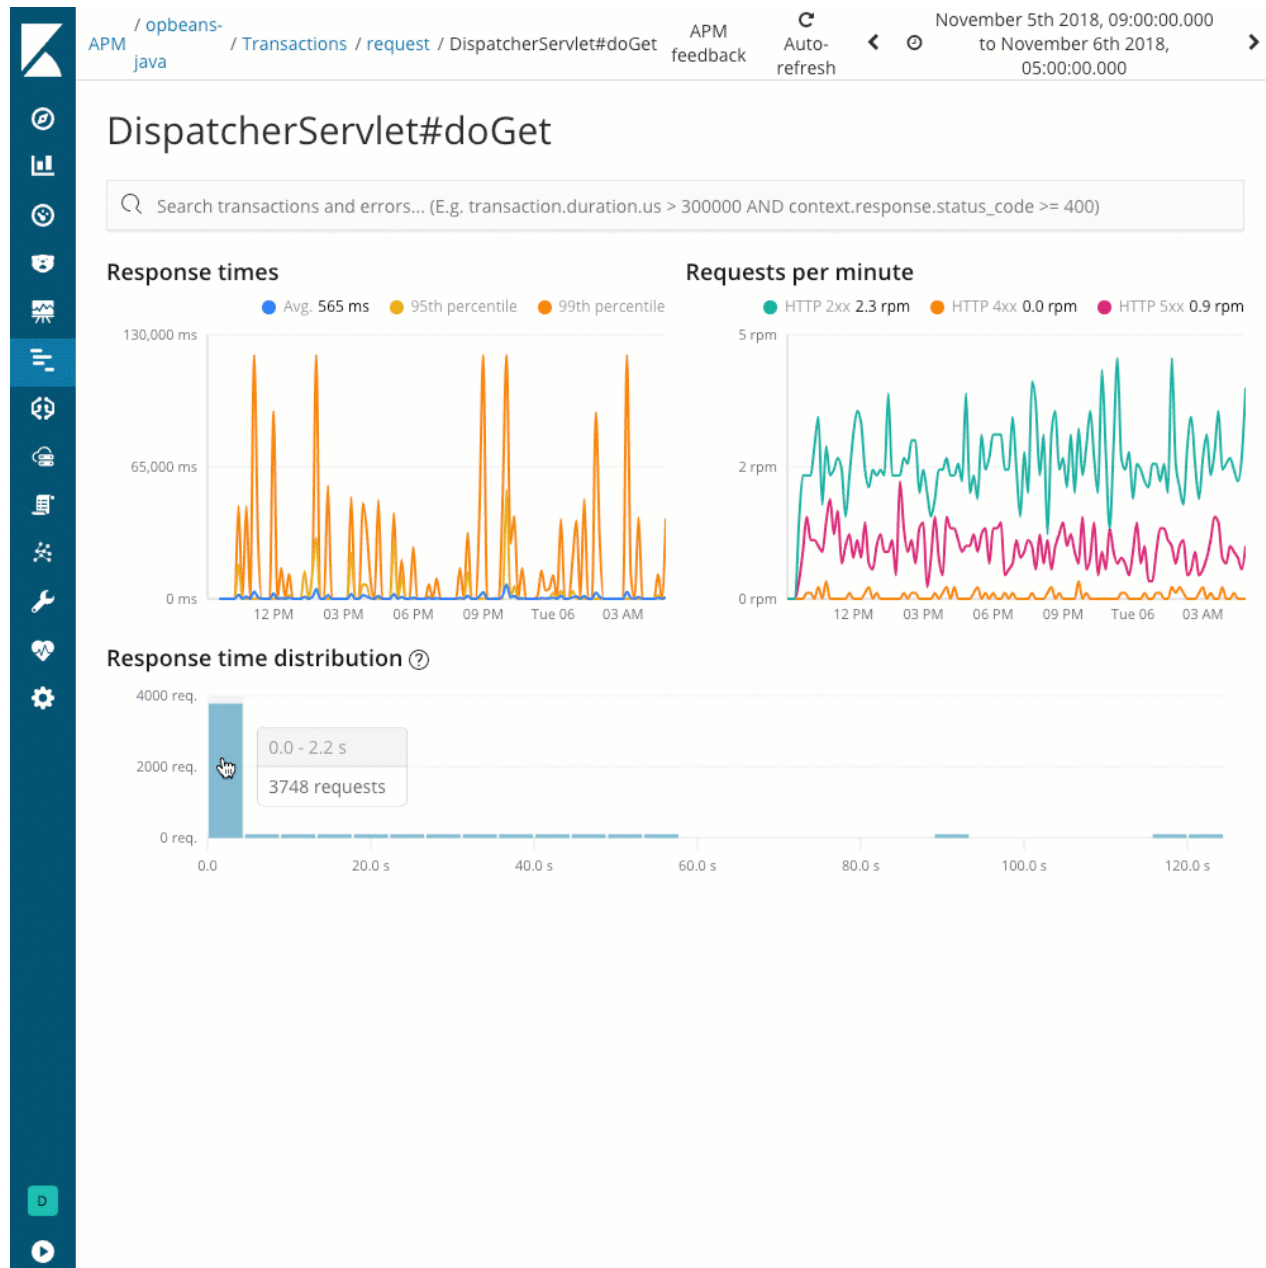 APM / opbeans-java / Transactions / request / DispatcherServlet#doGet
APM feedback
Auto-refresh
November 5th 2018, 09:00:00.000
to November 6th 2018,
05:00:00.000
DispatcherServlet#doGet
Search transactions and errors... (E.g. transaction.duration.us > 300000 AND context.response.status_code >= 400)
Response times
Avg. 565 ms 95th percentile 99th percentile
130,000 ms
65,000 ms
0 ms
12 PM 03 PM 06 PM 09 PM Tue 06 03 AM
Requests per minute
HTTP 2xx 2.3 rpm HTTP 4xx 0.0 rpm HTTP 5xx 0.9 rpm
5 rpm
2 rpm
0 rpm
12 PM 03 PM 06 PM 09 PM Tue 06 03 AM
Response time distribution ?
4000 req.
2000 req.
0 req.
0.0 - 2.2 s
3748 requests
0.0 20.0 s 40.0 s 60.0 s 80.0 s 100.0 s 120.0 s
D